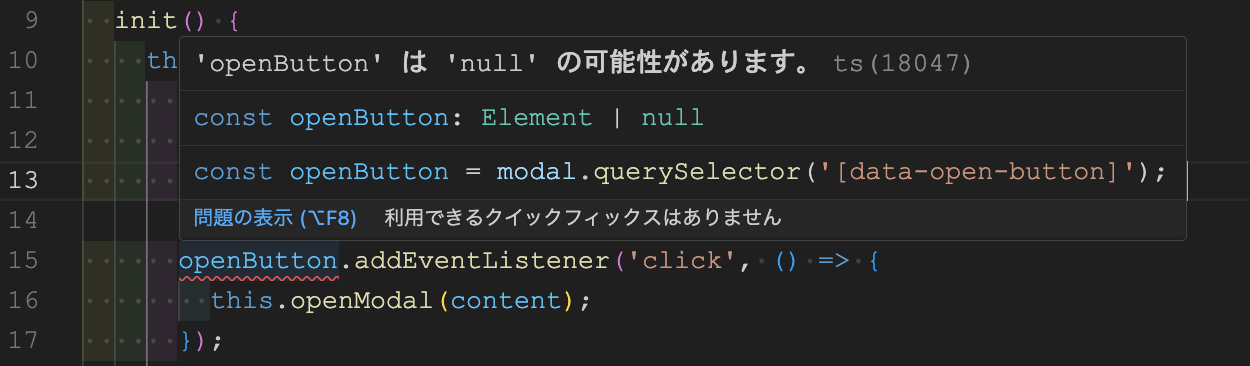 9 init() {
10 th
'openButton' は 'null' の可能性があります。 ts(18047)
11
const openButton: Element | null
12
13 const openButton = modal.querySelector('[data-open-button]');
14 問題の表示 (⌥F8) 利用できるクイックフィックスはありません
15 openButton.addEventListener('click', () => {
16 this.openModal(content);
17 });